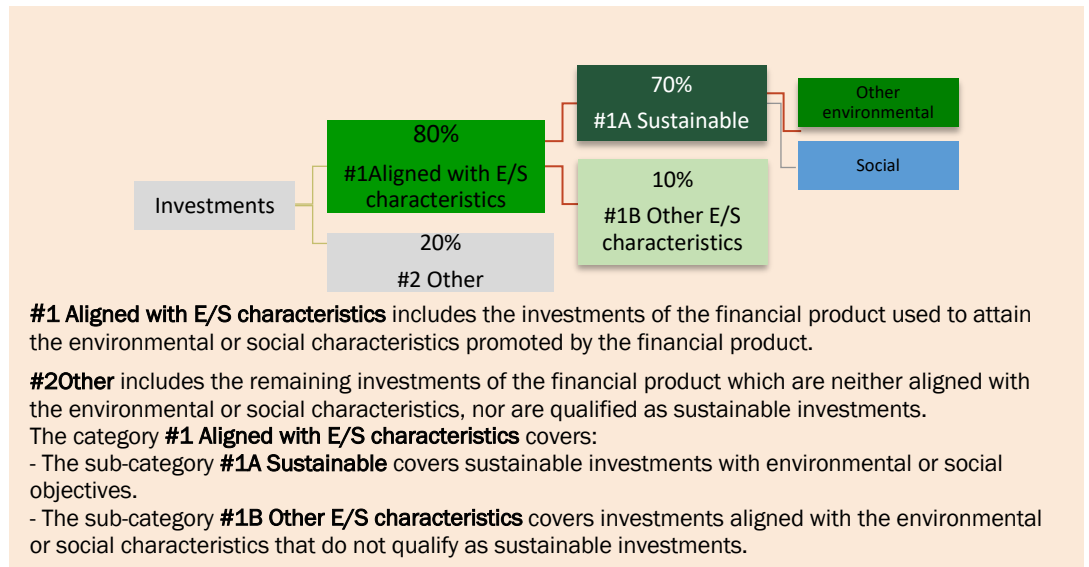 70%
#1A Sustainable
Other
environmental
80%
#1Aligned with E/S
characteristics
Social
10%
#1B Other E/S
characteristics
Investments
20%
#2 Other
#1 Aligned with E/S characteristics includes the investments of the financial product used to attain
the environmental or social characteristics promoted by the financial product.
#2Other includes the remaining investments of the financial product which are neither aligned with
the environmental or social characteristics, nor are qualified as sustainable investments.
The category #1 Aligned with E/S characteristics covers:
- The sub-category #1A Sustainable covers sustainable investments with environmental or social
objectives.
- The sub-category #1B Other E/S characteristics covers investments aligned with the environmental
or social characteristics that do not qualify as sustainable investments.